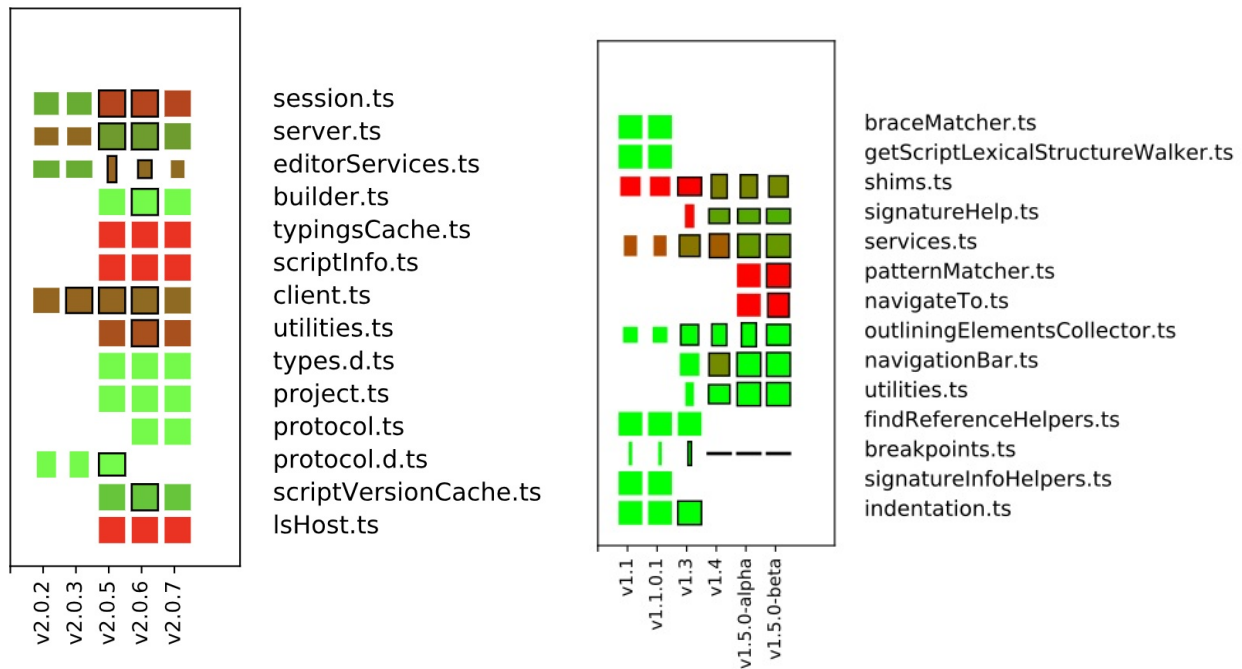 session.ts
server.ts
editorServices.ts
builder.ts
typingsCache.ts
scriptInfo.ts
client.ts
utilities.ts
types.d.ts
project.ts
protocol.ts
protocol.d.ts
scriptVersionCache.ts
lsHost.ts
v2.0.2
v2.0.3
v2.0.5
v2.0.6
v2.0.7
braceMatcher.ts
getScriptLexicalStructureWalker.ts
shims.ts
signatureHelp.ts
services.ts
patternMatcher.ts
navigateTo.ts
outliningElementsCollector.ts
navigationBar.ts
utilities.ts
findReferenceHelpers.ts
breakpoints.ts
signatureInfoHelpers.ts
indentation.ts
v1.1
v1.1.0.1
v1.3
v1.4
v1.5.0-alpha
v1.5.0-beta